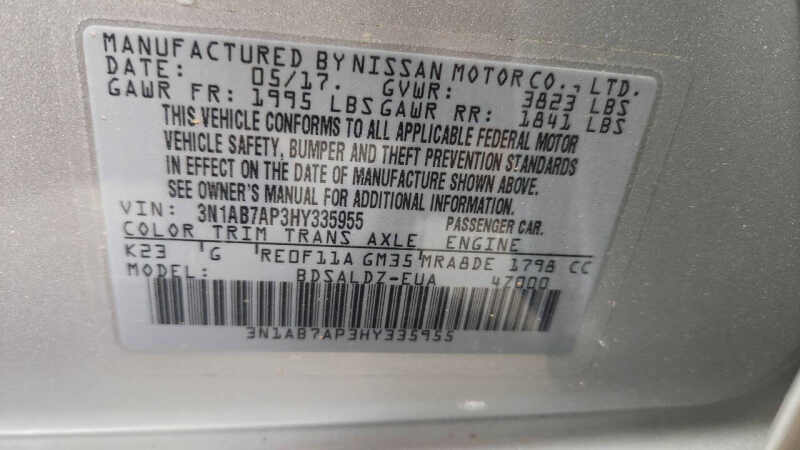 MANUFACTURED BY NISSAN MOTOR CO., LTD.
DATE: 05/17. GVWR: 3823 LBS
GAWR FR: 1995 LBS GAWR RR: 1841 LBS
THIS VEHICLE CONFORMS TO ALL APPLICABLE FEDERAL MOTOR
VEHICLE SAFETY, BUMPER AND THEFT PREVENTION STANDARDS
IN EFFECT ON THE DATE OF MANUFACTURE SHOWN ABOVE.
SEE OWNER'S MANUAL FOR ADDITIONAL INFORMATION.
VIN: 3N1AB7AP3HY335955 PASSENGER CAR.
COLOR TRIM TRANS AXLE ENGINE
K23 G RE0F11A GM35 MRA8DE 1798 CC
MODEL: BDSALDZ-EUA 47000
3N1AB7AP3HY335955